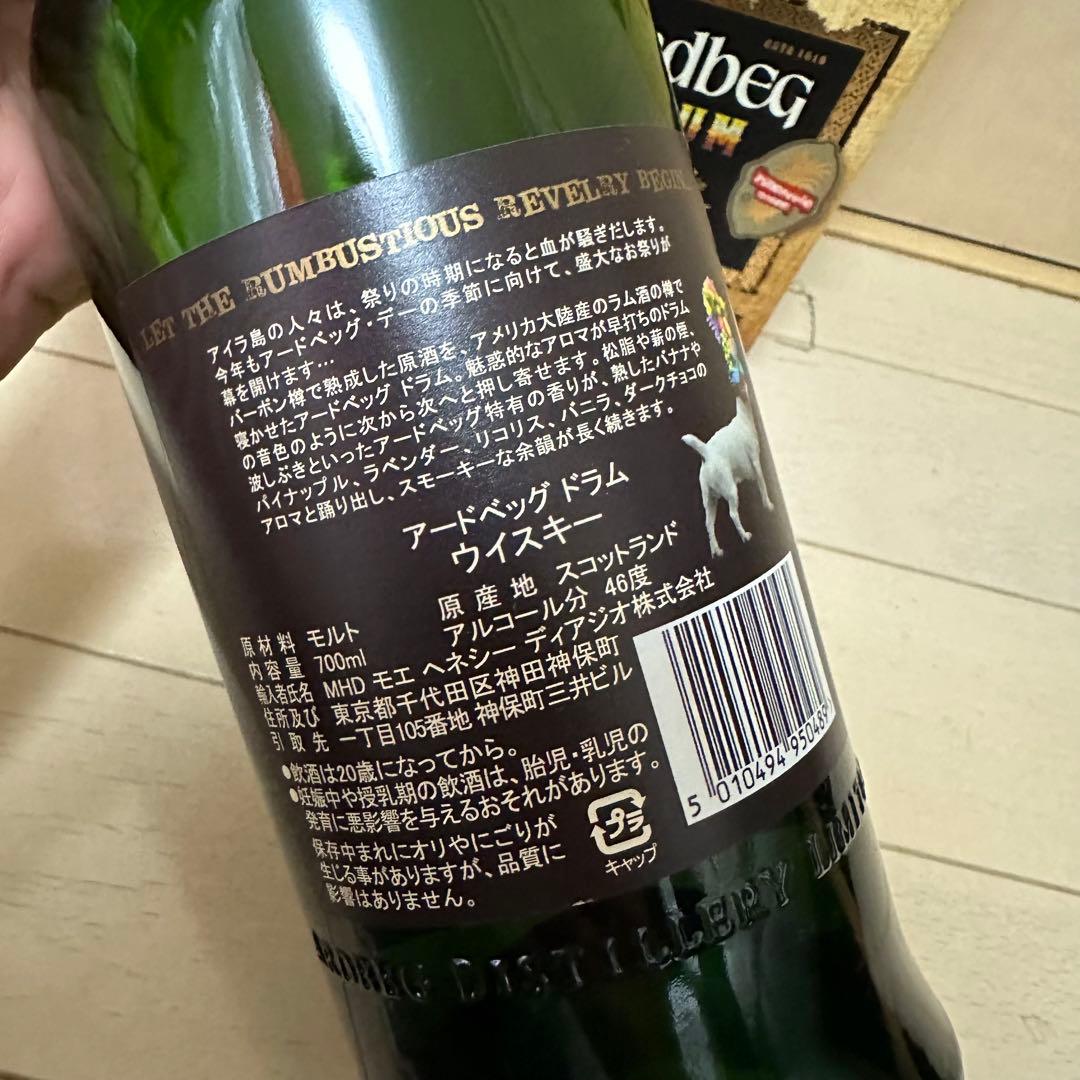 dBEG
ESTD 1815
UM
LET THE RUMBUSTIOUS REVELRY BEGIN...
アイラ島の人々は、祭りの時期になると血が騒ぎだします。
今年もアードベッグ・デーの季節に向けて、盛大なお祭りが
幕を開けます…
バーボン樽で熟成した原酒を、アメリカ大陸産のラム酒の樽で
寝かせたアードベッグ ドラム。魅惑的なアロマが早打ちのドラム
の音色のように次から次へと押し寄せます。松脂や薪の煙、
波しぶきといったアードベッグ特有の香りが、熟したバナナや
パイナップル、ラベンダー、リコリス、バニラ、ダークチョコの
アロマと踊り出し、スモーキーな余韻が長く続きます。
アードベッグ ドラム
ウイスキー
原産地 スコットランド
原材料 モルト アルコール分 46度
内容量 700ml
輸入者氏名 MHD モエ ヘネシー ディアジオ株式会社
住所及び 東京都千代田区神田神保町
引取先 一丁目105番地 神保町三井ビル
●飲酒は20歳になってから。
●妊娠中や授乳期の飲酒は、胎児・乳児の
発育に悪影響を与えるおそれがあります。
保存中まれにオリやにごりが
生じる事がありますが、品質に
影響はありません。
プラ
キャップ
5 010494 950489
ARDBEG DISTILLERY LIMITE